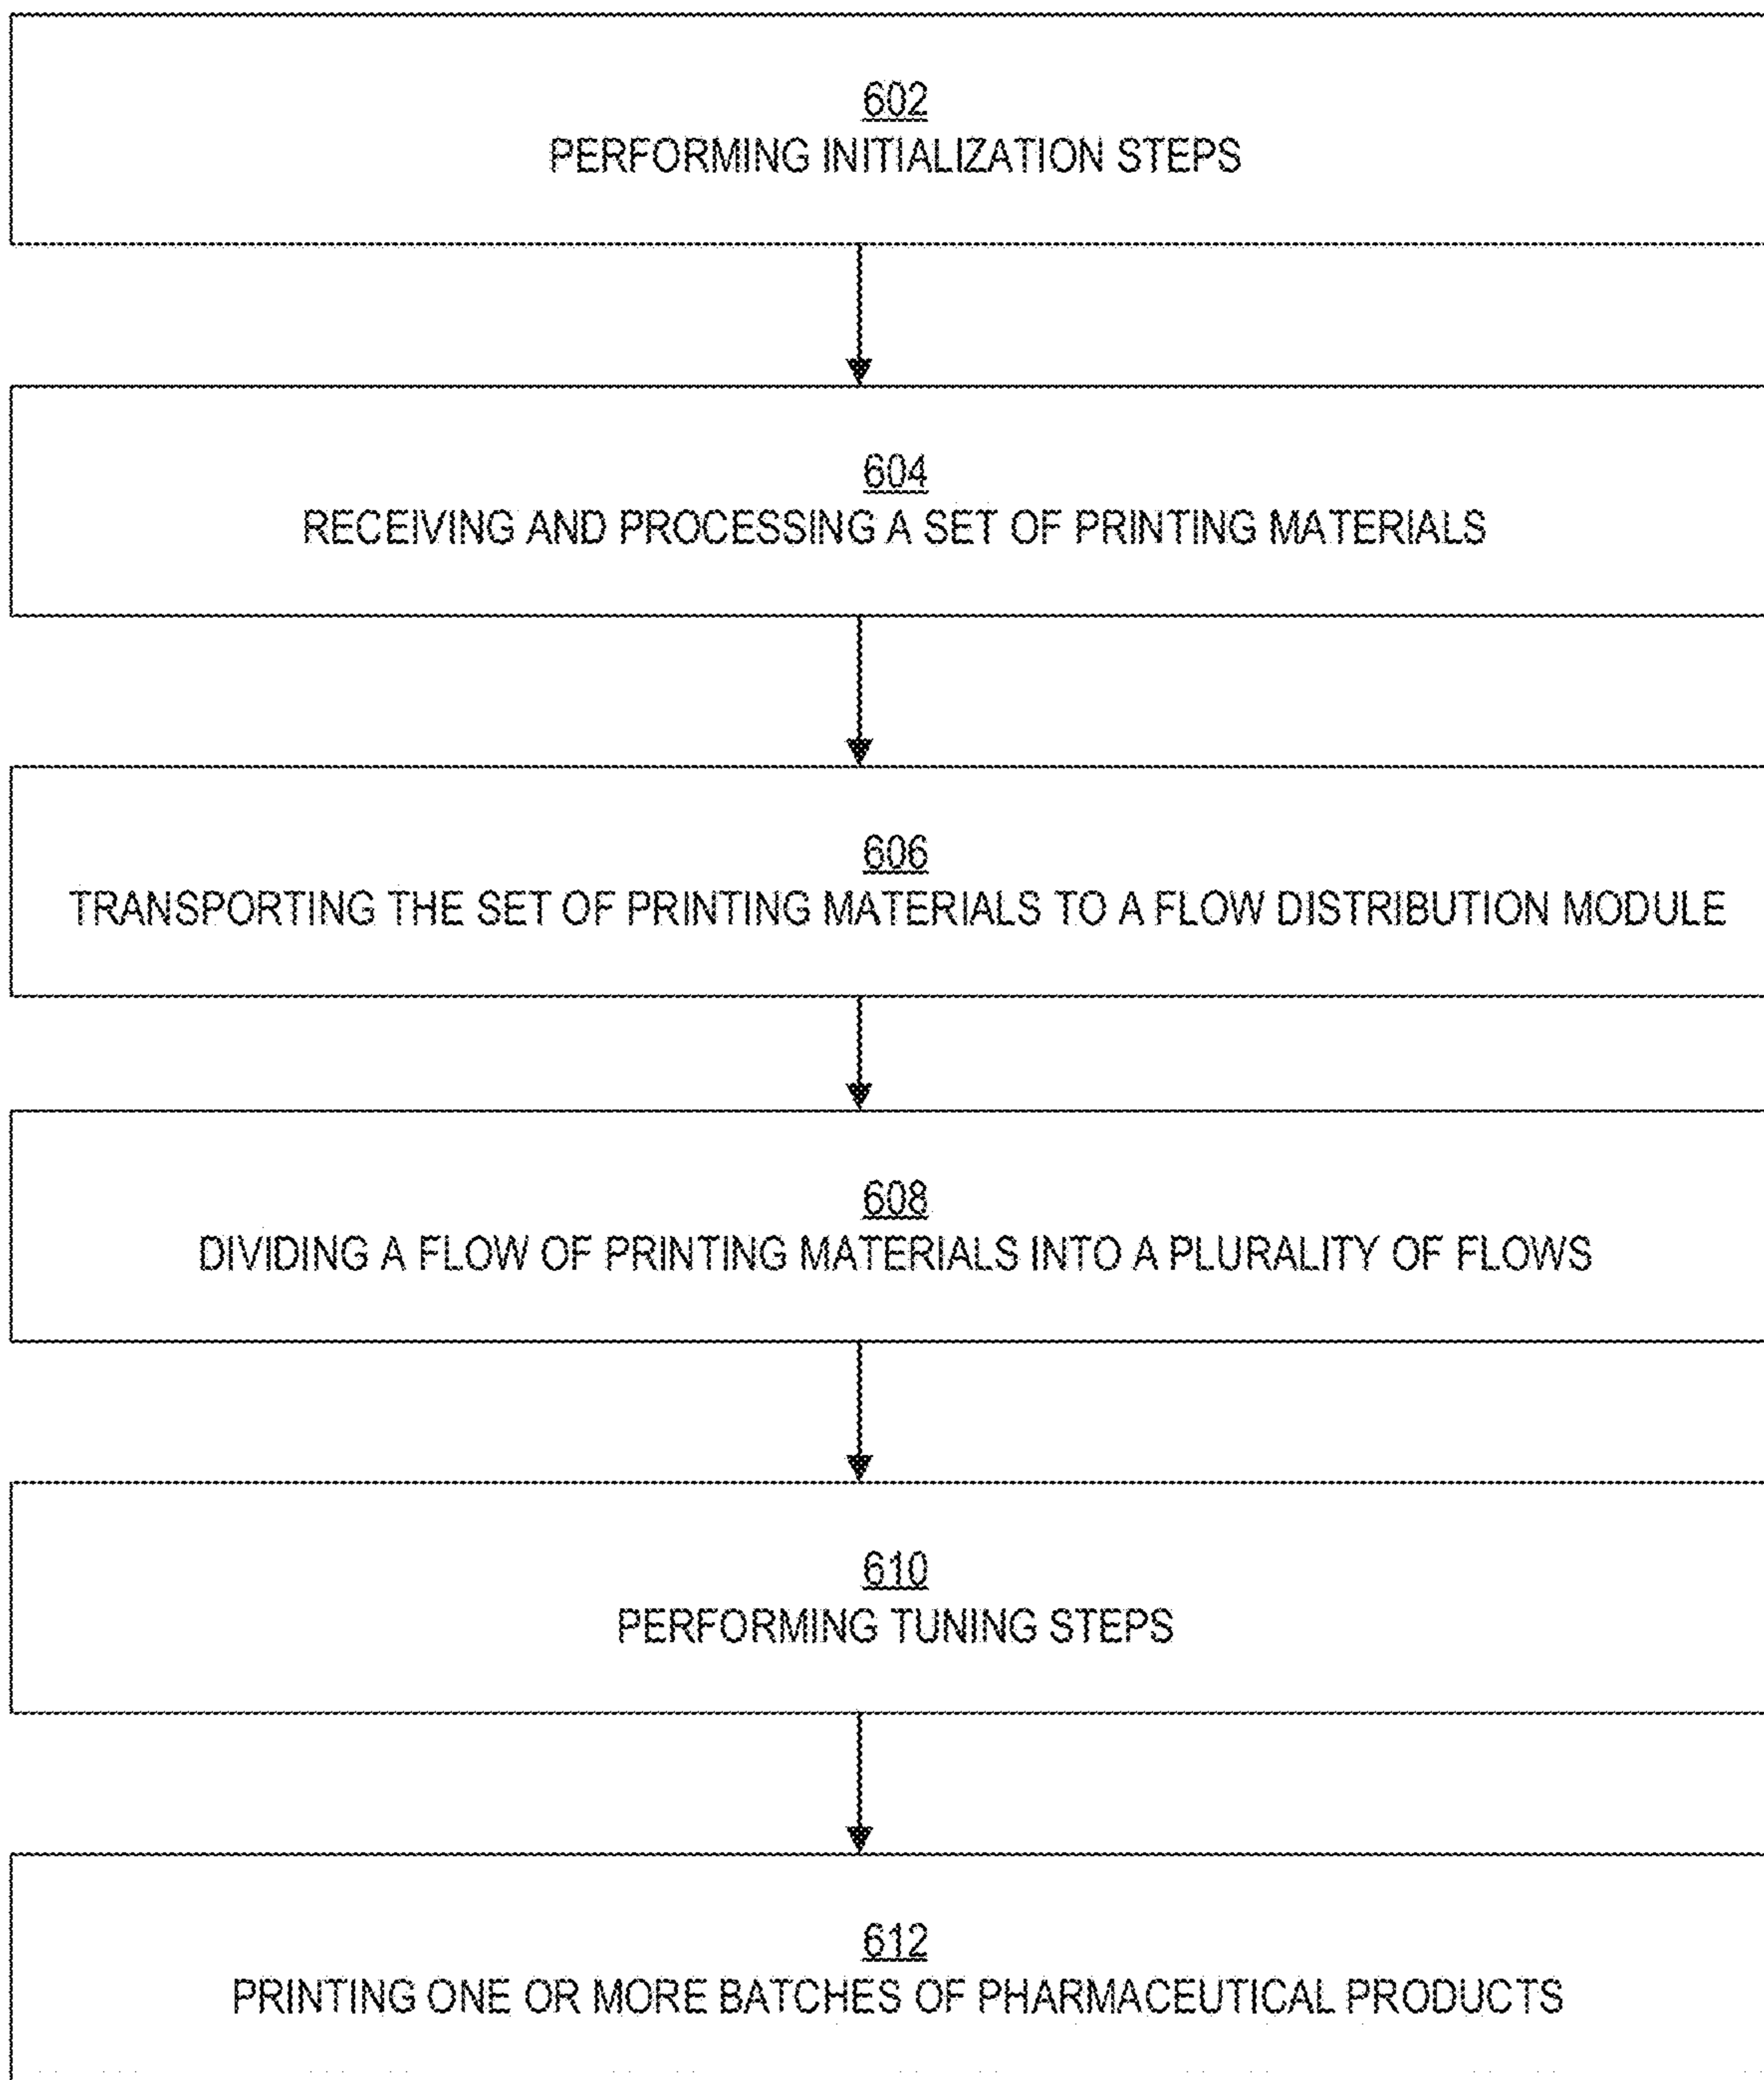 602
PERFORMING INITIALIZATION STEPS
604
RECEIVING AND PROCESSING A SET OF PRINTING MATERIALS
606
TRANSPORTING THE SET OF PRINTING MATERIALS TO A FLOW DISTRIBUTION MODULE
608
DIVIDING A FLOW OF PRINTING MATERIALS INTO A PLURALITY OF FLOWS
610
PERFORMING TUNING STEPS
612
PRINTING ONE OR MORE BATCHES OF PHARMACEUTICAL PRODUCTS